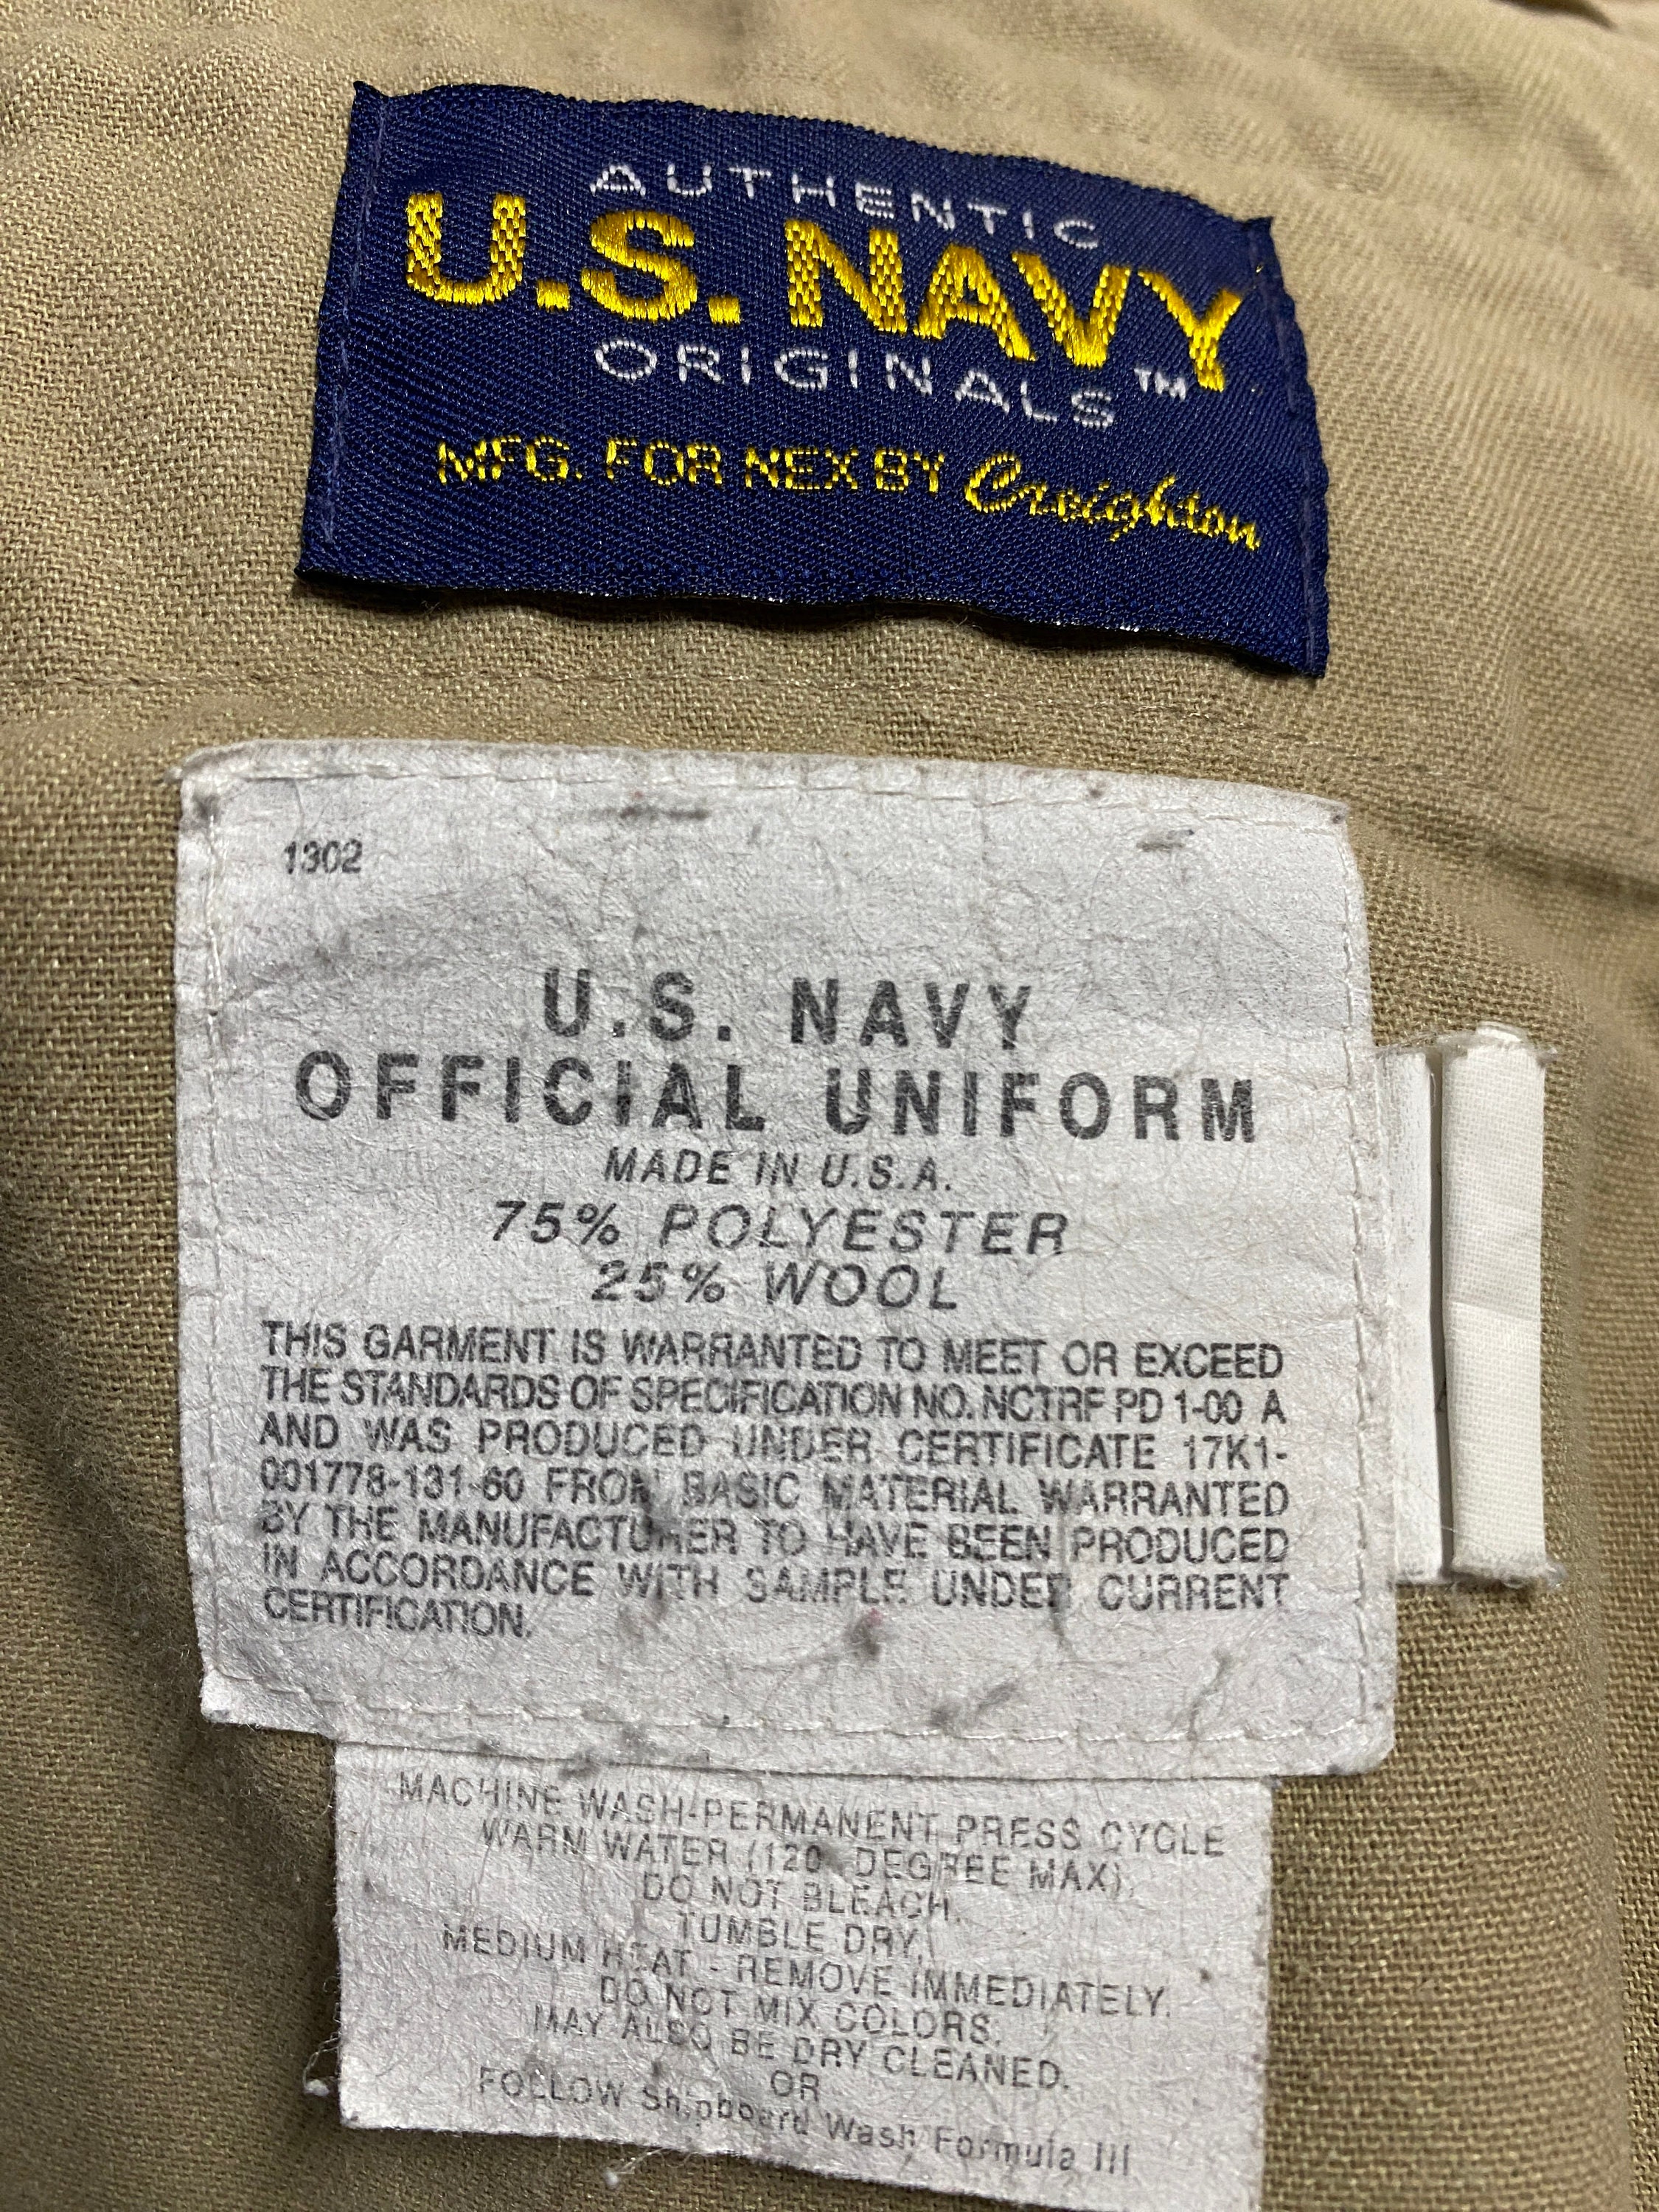 AUTHENTIC
U.S. NAVY
ORIGINALS™
MFG. FOR NEX BY Creighton
1302
U.S. NAVY
OFFICIAL UNIFORM
MADE IN U.S.A.
75% POLYESTER
25% WOOL
THIS GARMENT IS WARRANTED TO MEET OR EXCEED
THE STANDARDS OF SPECIFICATION NO. NCTRF PD 1-00 A
AND WAS PRODUCED UNDER CERTIFICATE 17K1-
001778-131-60 FROM BASIC MATERIAL WARRANTED
BY THE MANUFACTURER TO HAVE BEEN PRODUCED
IN ACCORDANCE WITH SAMPLE UNDER CURRENT
CERTIFICATION.
MACHINE WASH-PERMANENT PRESS CYCLE
WARM WATER (120 DEGREE MAX),
DO NOT BLEACH.
TUMBLE DRY,
MEDIUM HEAT - REMOVE IMMEDIATELY.
DO NOT MIX COLORS.
MAY ALSO BE DRY CLEANED.
OR
FOLLOW Shipboard Wash Formula III